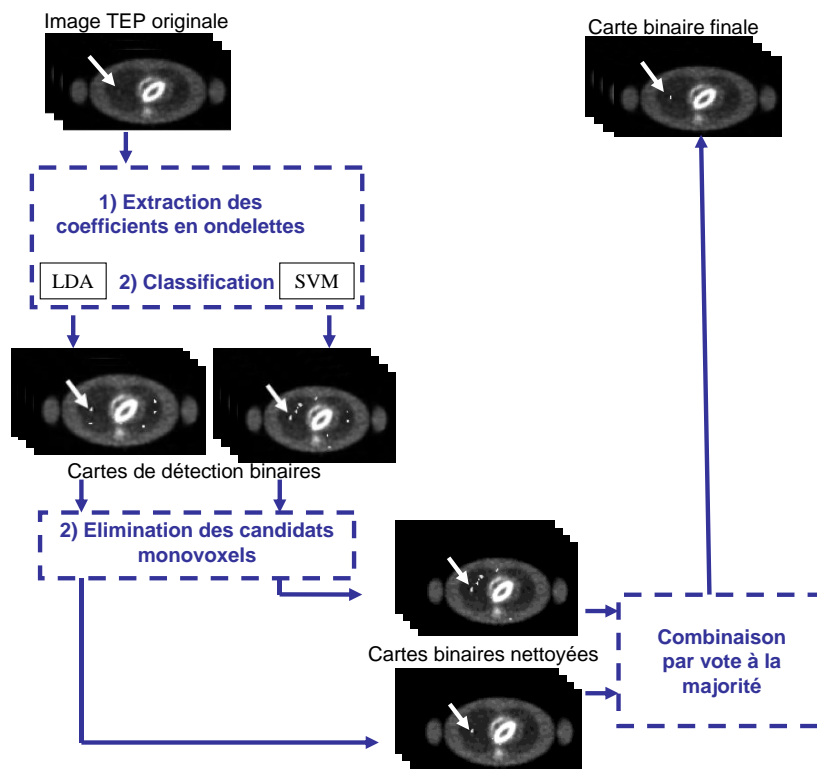 Image TEP originale
Carte binaire finale
1) Extraction des
coefficients en ondelettes
LDA
2) Classification
SVM
Cartes de détection binaires
2) Elimination des candidats
monovoxels
Cartes binaires nettoyées
Combinaison
par vote à la
majorité